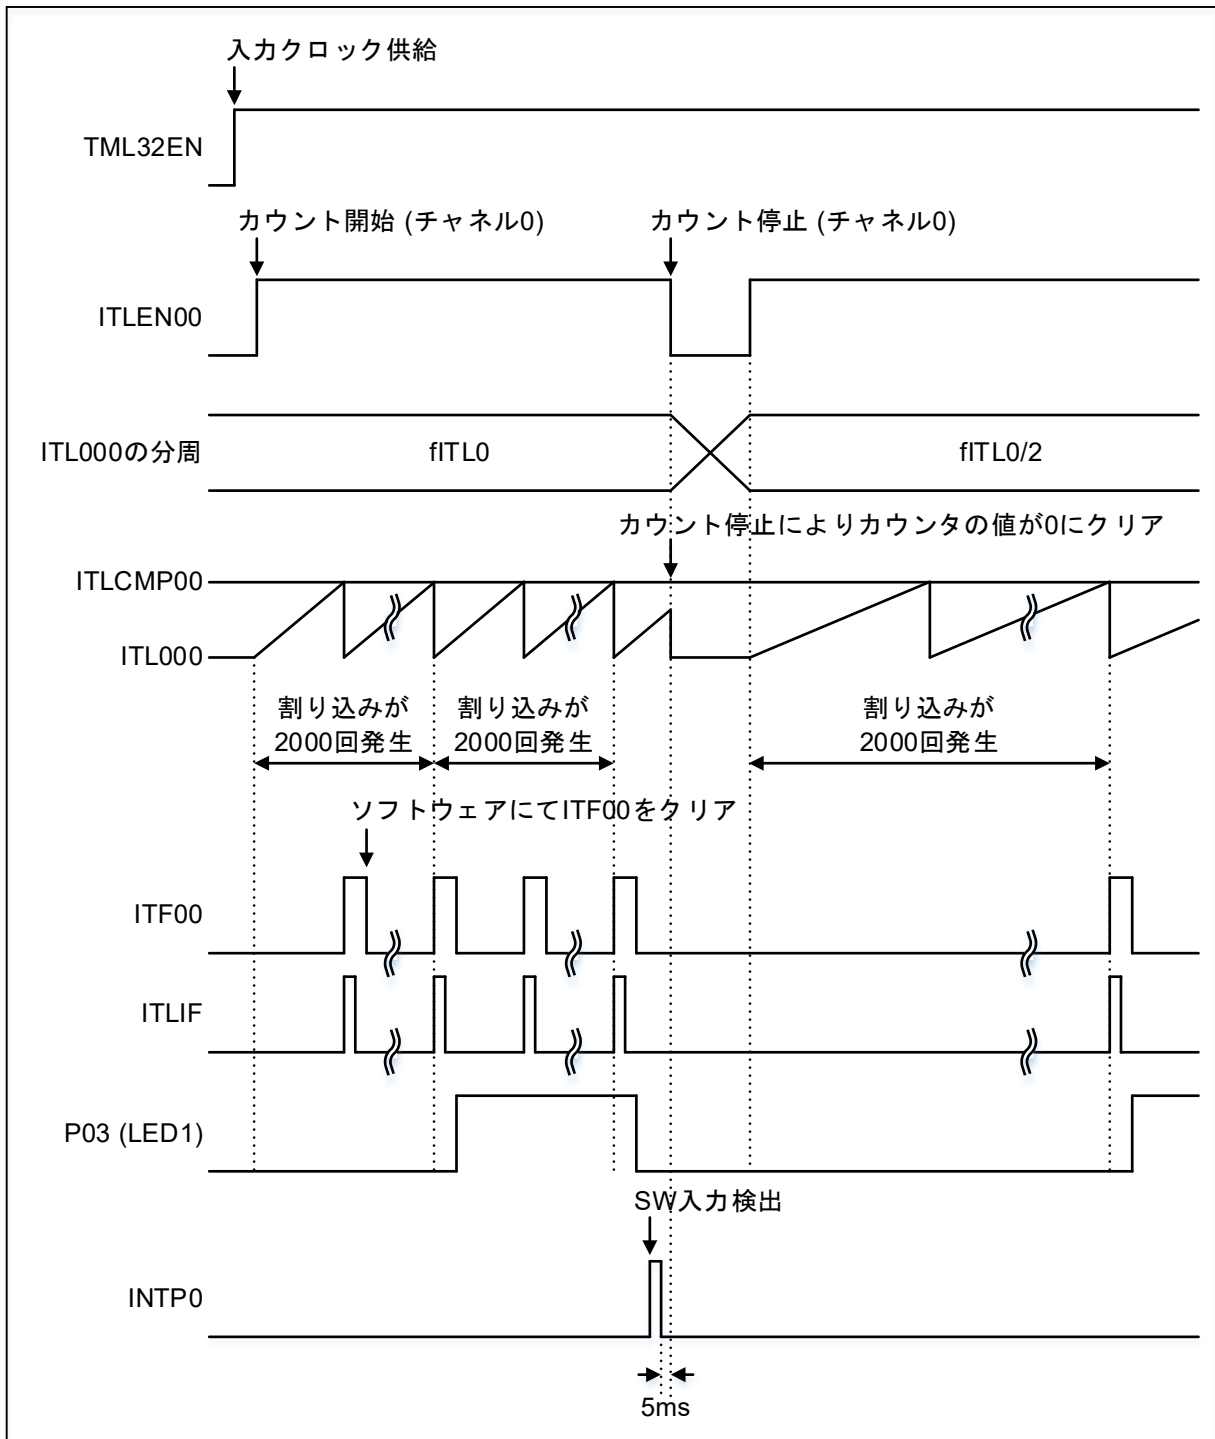 入力クロック供給
TML32EN
カウント開始 (チャネル0)
カウント停止 (チャネル0)
ITLEN00
ITL000の分周
fITL0
fITL0/2
カウント停止によりカウンタの値が0にクリア
ITLCMP00
ITL000
割り込みが
2000回発生
割り込みが
2000回発生
割り込みが
2000回発生
ソフトウェアにてITF00をクリア
ITF00
ITLIF
P03 (LED1)
SW入力検出
INTP0
5ms